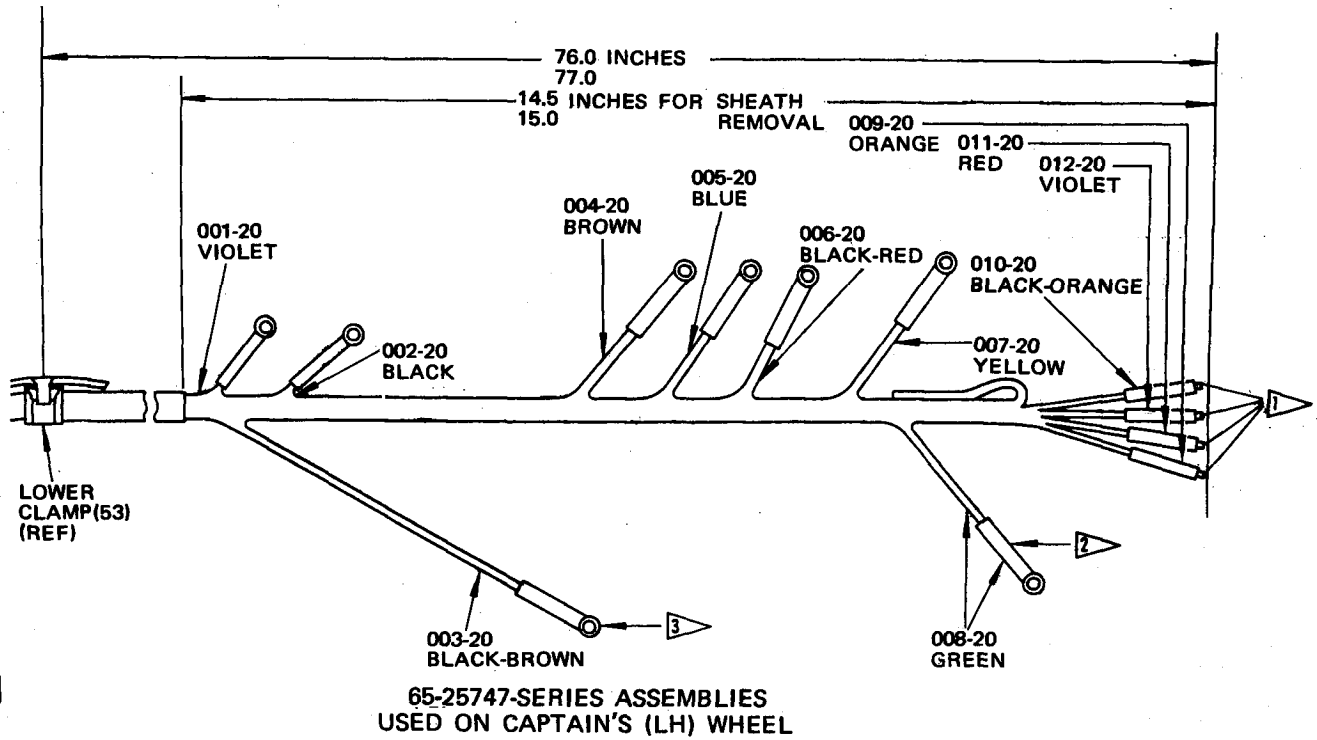 76.0 INCHES
77.0
14.5 INCHES FOR SHEATH
15.0 REMOVAL
009-20
ORANGE
011-20
RED
012-20
VIOLET
005-20
BLUE
004-20
BROWN
001-20
VIOLET
006-20
BLACK-RED
010-20
BLACK-ORANGE
002-20
BLACK
007-20
YELLOW
1
LOWER
CLAMP(53)
(REF)
2
3
003-20
BLACK-BROWN
008-20
GREEN
65-25747-SERIES ASSEMBLIES
USED ON CAPTAIN'S (LH) WHEEL